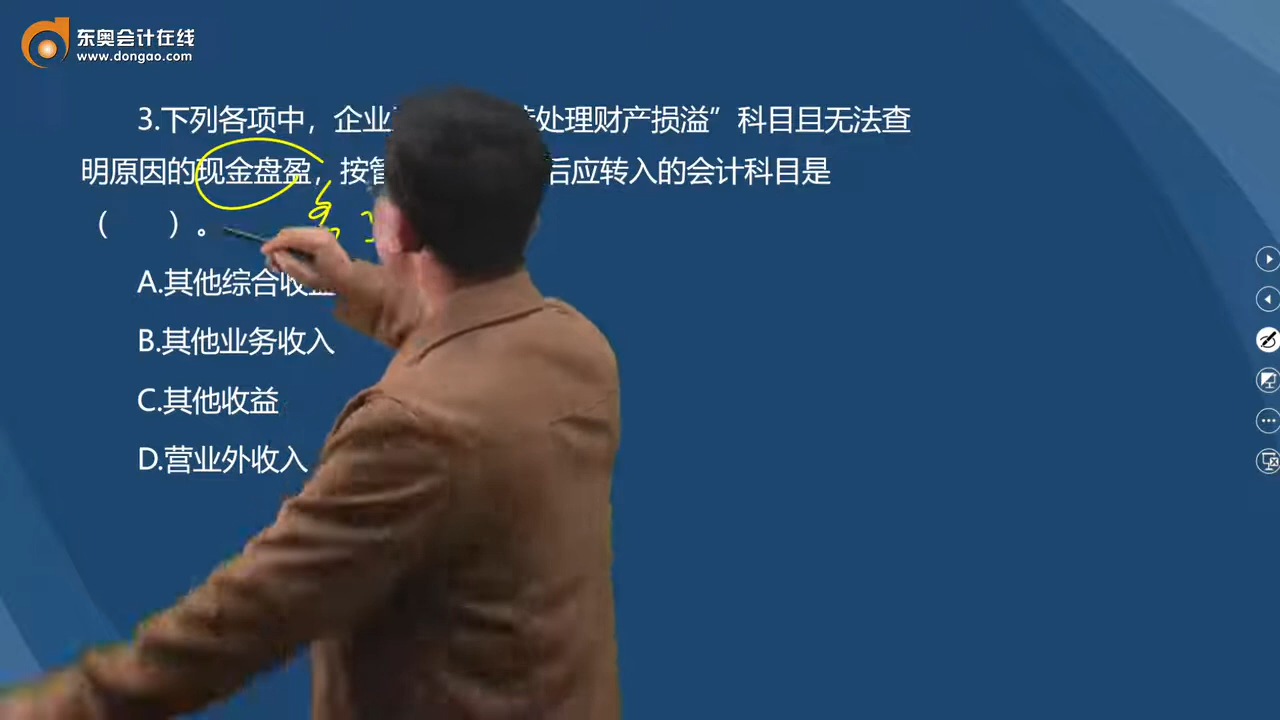 东奥会计在线
www.dongao.com
3.下列各项中，企业 处理财产损溢”科目且无法查
明原因的现金盘盈，按管 后应转入的会计科目是
（ ）。
A.其他综合收益
B.其他业务收入
C.其他收益
D.营业外收入